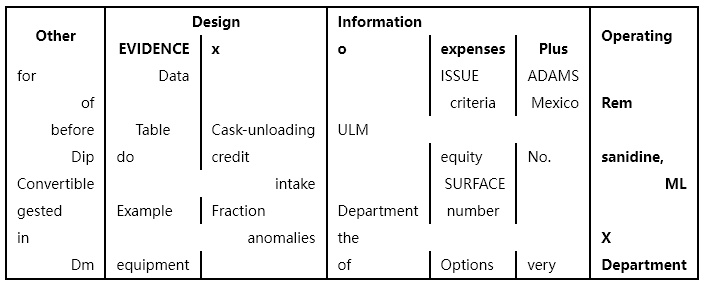 Other Design Information Operating
EVIDENCE x o expenses Plus
for Data ISSUE ADAMS
of criteria Mexico Rem
before Table Cask-unloading ULM
Dip do credit equity No. sanidine,
Convertible intake SURFACE ML
gested Example Fraction Department number
in anomalies the X
Dm equipment of Options very Department